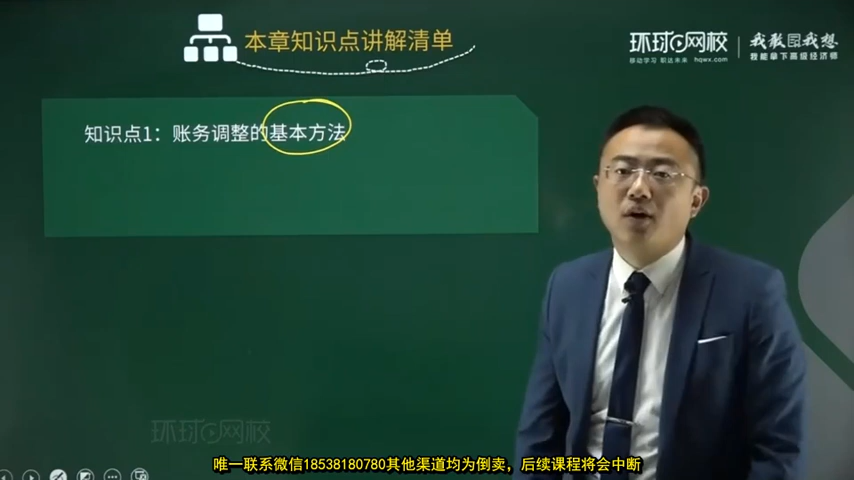 本章知识点讲解清单
环球网校
移动学习 职达未来 hqwx.com
我敢因我想
我能拿下高级经济师
知识点1：账务调整的基本方法
环球网校
唯一联系微信18538180780其他渠道均为倒卖，后续课程将会中断